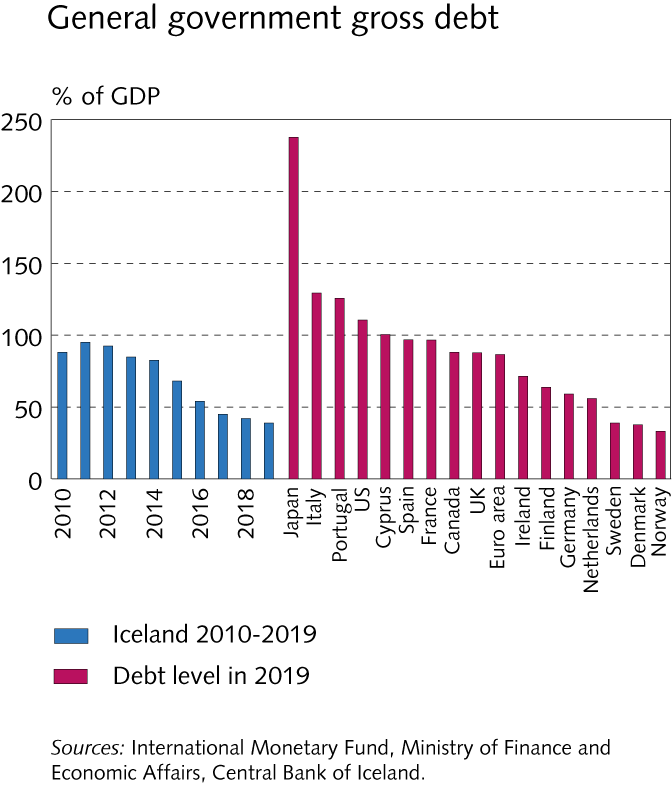 General government gross debt
% of GDP
250
200
150
100
50
0
2010
2012
2014
2016
2018
Japan
Italy
Portugal
US
Cyprus
Spain
France
Canada
UK
Euro area
Ireland
Finland
Germany
Netherlands
Sweden
Denmark
Norway
Iceland 2010-2019
Debt level in 2019
Sources: International Monetary Fund, Ministry of Finance and
Economic Affairs, Central Bank of Iceland.